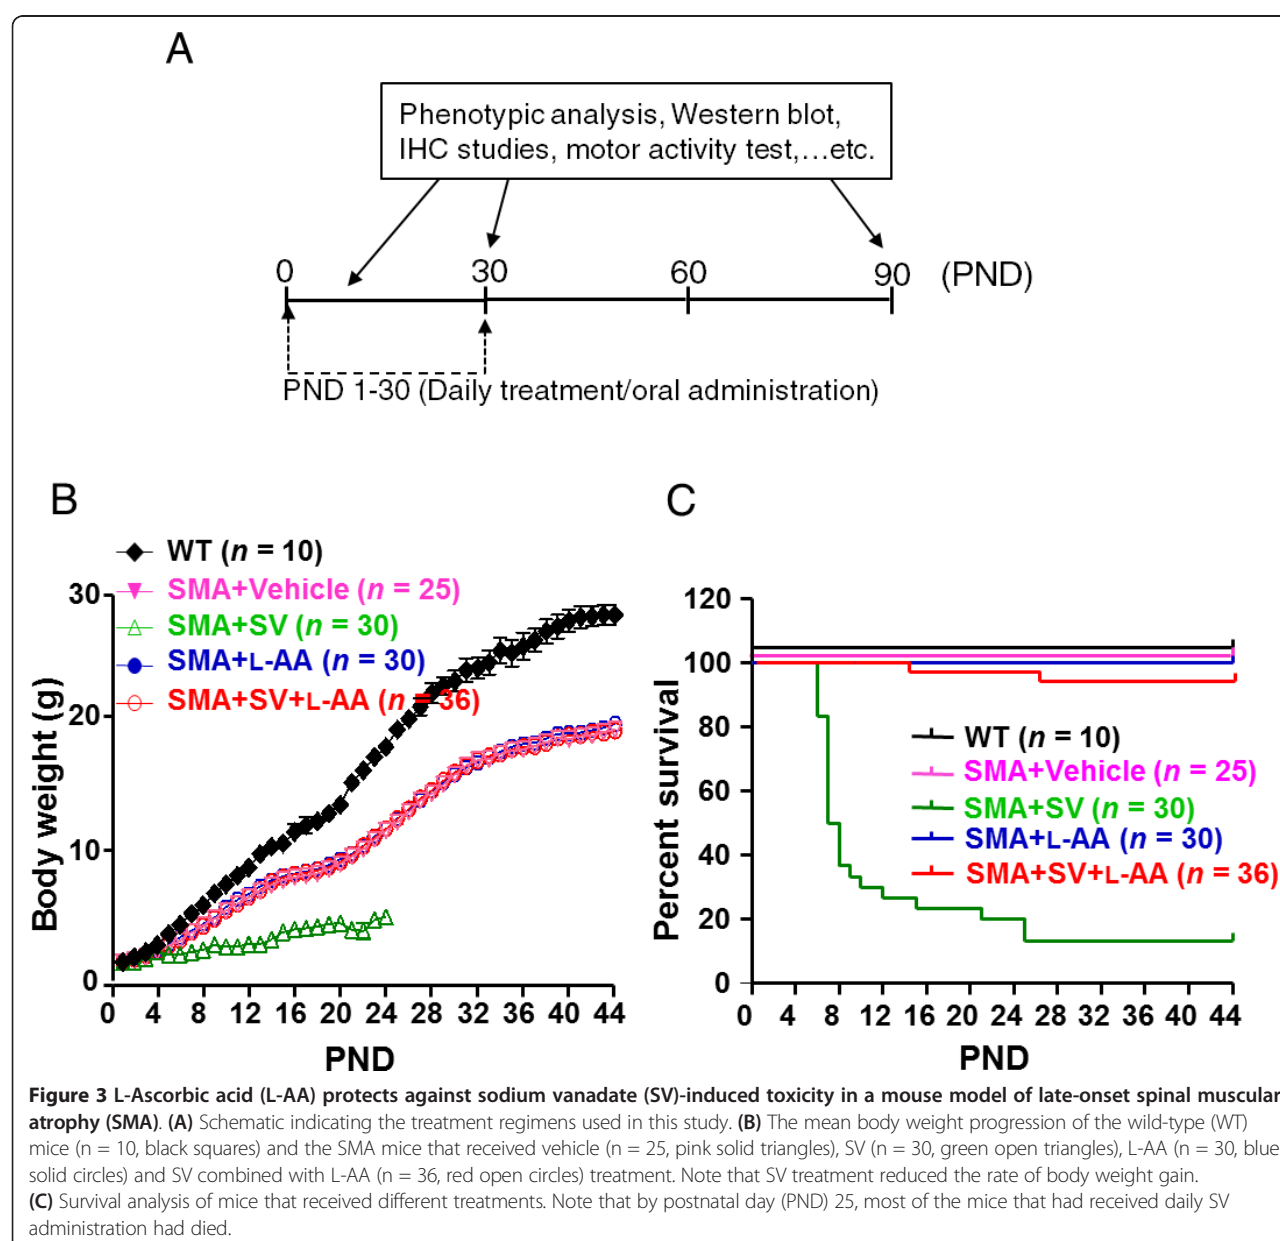 A
Phenotypic analysis, Western blot,
IHC studies, motor activity test,...etc.
0 30 60 90 (PND)
PND 1-30 (Daily treatment/oral administration)
B
WT (n = 10)
SMA+Vehicle (n = 25)
SMA+SV (n = 30)
SMA+L-AA (n = 30)
SMA+SV+L-AA (n = 36)
Body weight (g)
30
20
10
0
0 4 8 12 16 20 24 28 32 36 40 44
PND
C
Percent survival
120
100
80
60
40
20
0
WT (n = 10)
SMA+Vehicle (n = 25)
SMA+SV (n = 30)
SMA+L-AA (n = 30)
SMA+SV+L-AA (n = 36)
0 4 8 12 16 20 24 28 32 36 40 44
PND
Figure 3 L-Ascorbic acid (L-AA) protects against sodium vanadate (SV)-induced toxicity in a mouse model of late-onset spinal muscular
atrophy (SMA). (A) Schematic indicating the treatment regimens used in this study. (B) The mean body weight progression of the wild-type (WT)
mice (n = 10, black squares) and the SMA mice that received vehicle (n = 25, pink solid triangles), SV (n = 30, green open triangles), L-AA (n = 30, blue
solid circles) and SV combined with L-AA (n = 36, red open circles) treatment. Note that SV treatment reduced the rate of body weight gain.
(C) Survival analysis of mice that received different treatments. Note that by postnatal day (PND) 25, most of the mice that had received daily SV
administration had died.